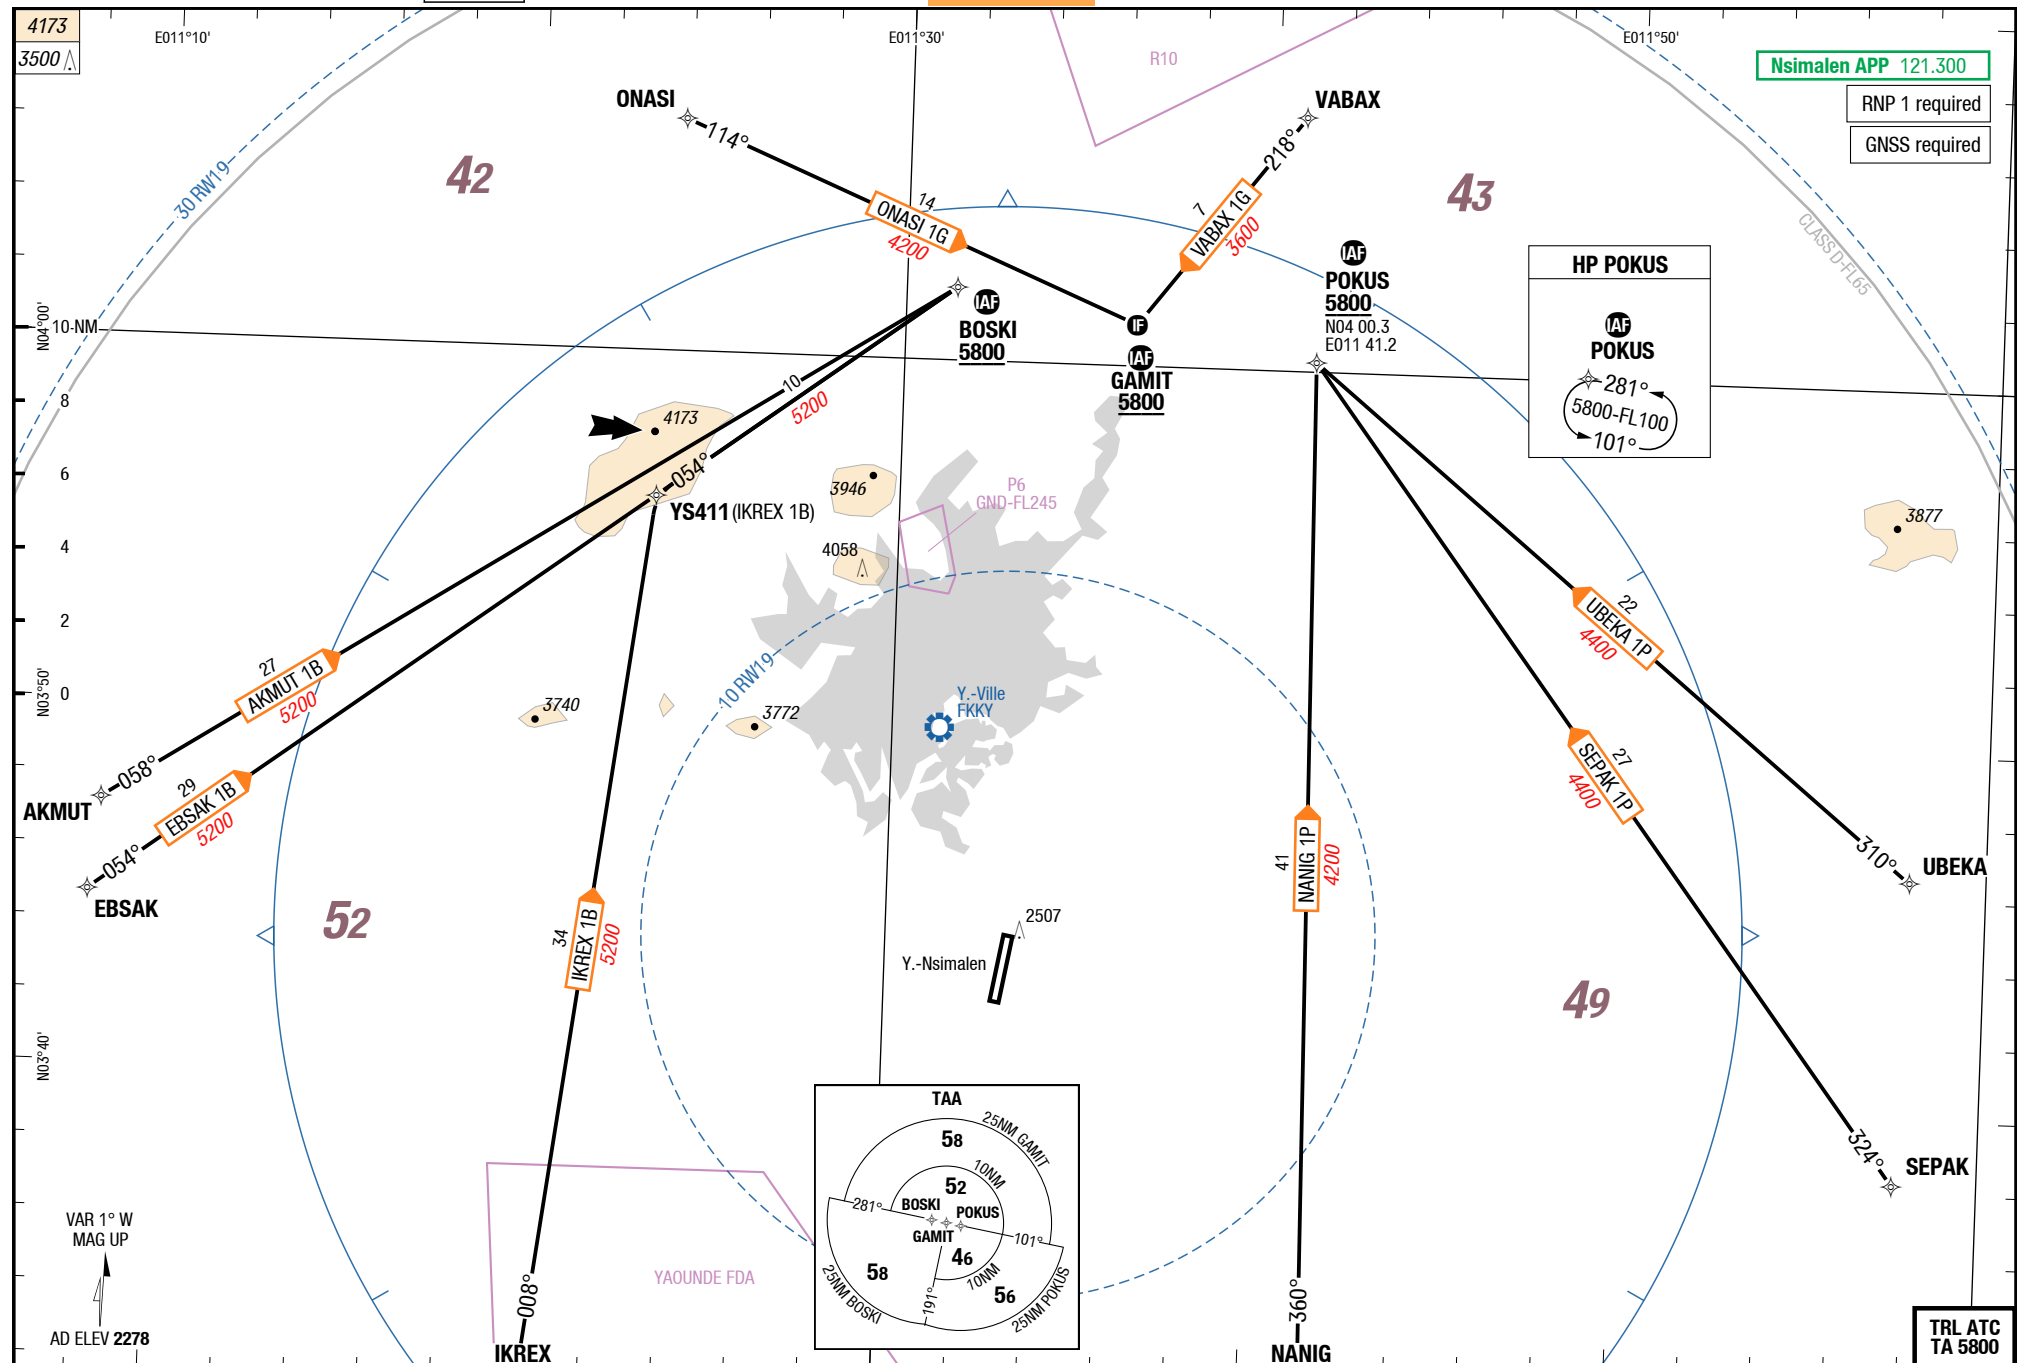 4173
3500
E011°10'
E011°30'
E011°50'
R10
Nsimalen APP 121.300
RNP 1 required
GNSS required
ONASI
114°
VABAX
218°
30 RW19
42
43
CLASS D-FL65
14
ONASI 1G
4200
7
VABAX 1G
3600
IAF
POKUS
5800
N04 00.3
E011 41.2
HP POKUS
IAF
POKUS
281°
5800-FL100
101°
IAF
BOSKI
5800
IF
IAF
GAMIT
5800
N04°00'
10-NM
8
6
4
2
0
N03°50'
N03°40'
10
5200
4173
054°
YS411 (IKREX 1B)
3946
P6
GND-FL245
4058
3877
22
UBEKA 1P
4400
27
AKMUT 1B
5200
10 RW19
3740
3772
Y.-Ville
FKKY
27
SEPAK 1P
4400
058°
AKMUT
29
EBSAK 1B
5200
054°
EBSAK
310°
UBEKA
41
NANIG 1P
4200
52
34
IKREX 1B
5200
2507
Y.-Nsimalen
49
TAA
58
25NM GAMIT
10NM
52
281°
BOSKI
POKUS
GAMIT
101°
46
10NM
58
56
191°
25NM BOSKI
25NM POKUS
324°
SEPAK
VAR 1° W
MAG UP
AD ELEV 2278
YAOUNDE FDA
008°
IKREX
360°
NANIG
TRL ATC
TA 5800